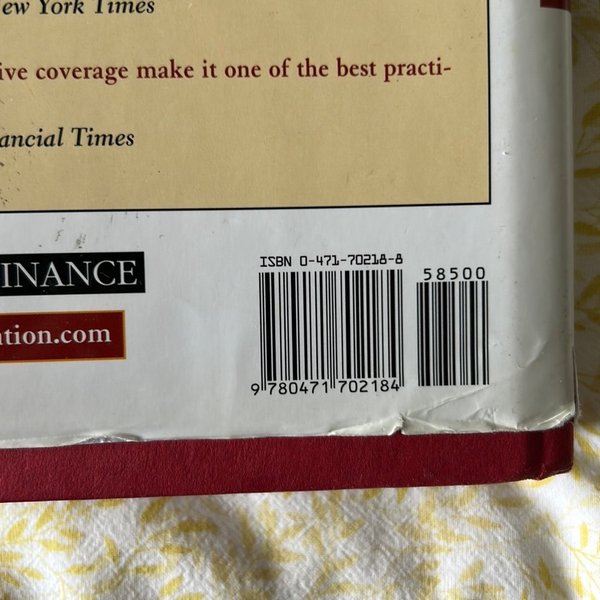 ew York Times
ive coverage make it one of the best practi-
ancial Times
INANCE
ation.com
ISBN 0-471-70218-8
58500
9 780471 702184